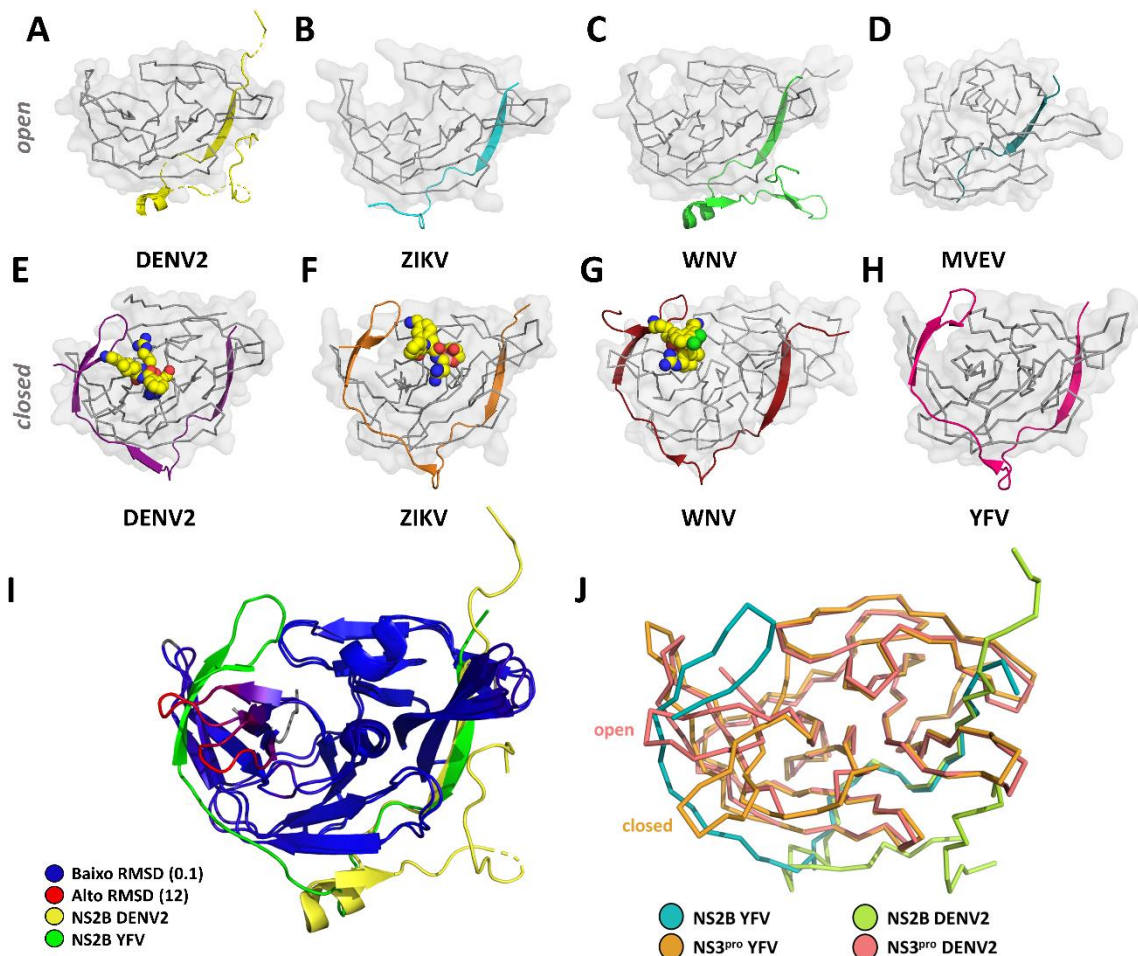 A
B
C
D
open
DENV2
ZIKV
WNV
MVEV
E
F
G
H
closed
DENV2
ZIKV
WNV
YFV
I
Baixo RMSD (0.1)
Alto RMSD (12)
NS2B DENV2
NS2B YFV
J
open
closed
NS2B YFV
NS2B DENV2
NS3ᵖʳᵒ YFV
NS3ᵖʳᵒ DENV2